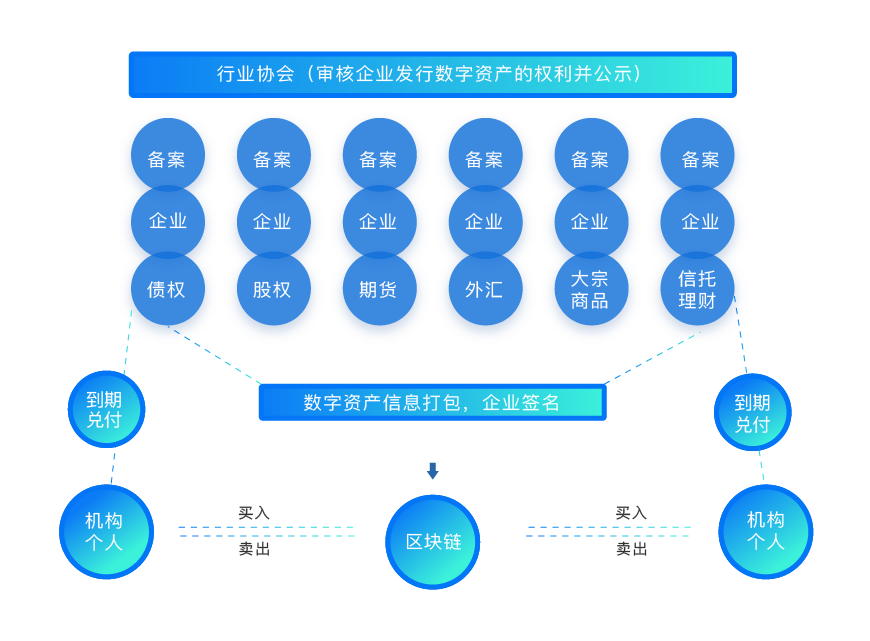 行业协会（审核企业发行数字资产的权利并公示）
备案 备案 备案 备案 备案 备案
企业 企业 企业 企业 企业 企业
债权 股权 期货 外汇 大宗 信托
商品 理财
到期
兑付
数字资产信息打包，企业签名
到期
兑付
机构
个人
买入
卖出
区块链
买入
卖出
机构
个人